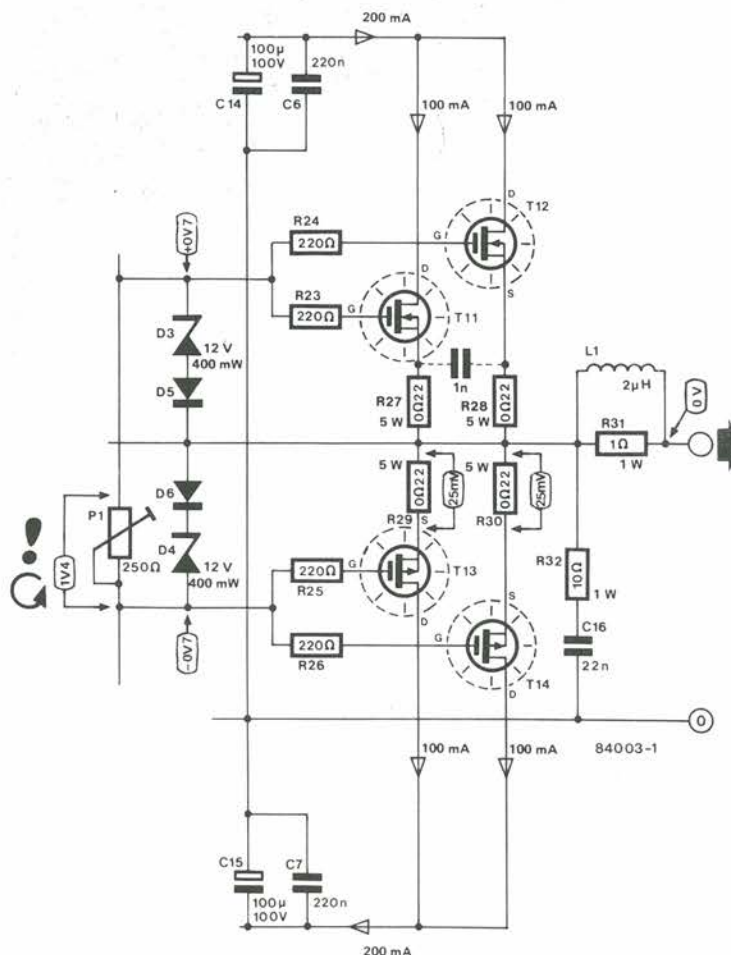 200 mA
100µ
100V
C14
220n
C6
100 mA
100 mA
D
T12
R24
220Ω
G
S
+0V7
R23
220Ω
G
D
T11
D3
12 V
400 mW
D5
1n
R27
0Ω22
5 W
R28
0Ω22
5 W
L1
2µH
0 V
R31
1Ω
1 W
D6
5 W
0Ω22
R29
25mV
5 W
0Ω22
R30
25mV
P1
250Ω
1V4
D4
12 V
400 mW
S
G
T13
D
220Ω
R25
R32
10Ω
1 W
C16
22n
-0V7
220Ω
R26
G
S
T14
D
0
84003-1
100 mA
100 mA
C15
100µ
100V
C7
220n
200 mA